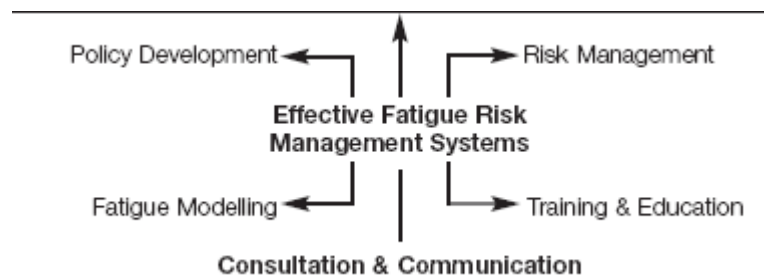 Policy Development
Risk Management
Effective Fatigue Risk
Management Systems
Fatigue Modelling
Training & Education
Consultation & Communication